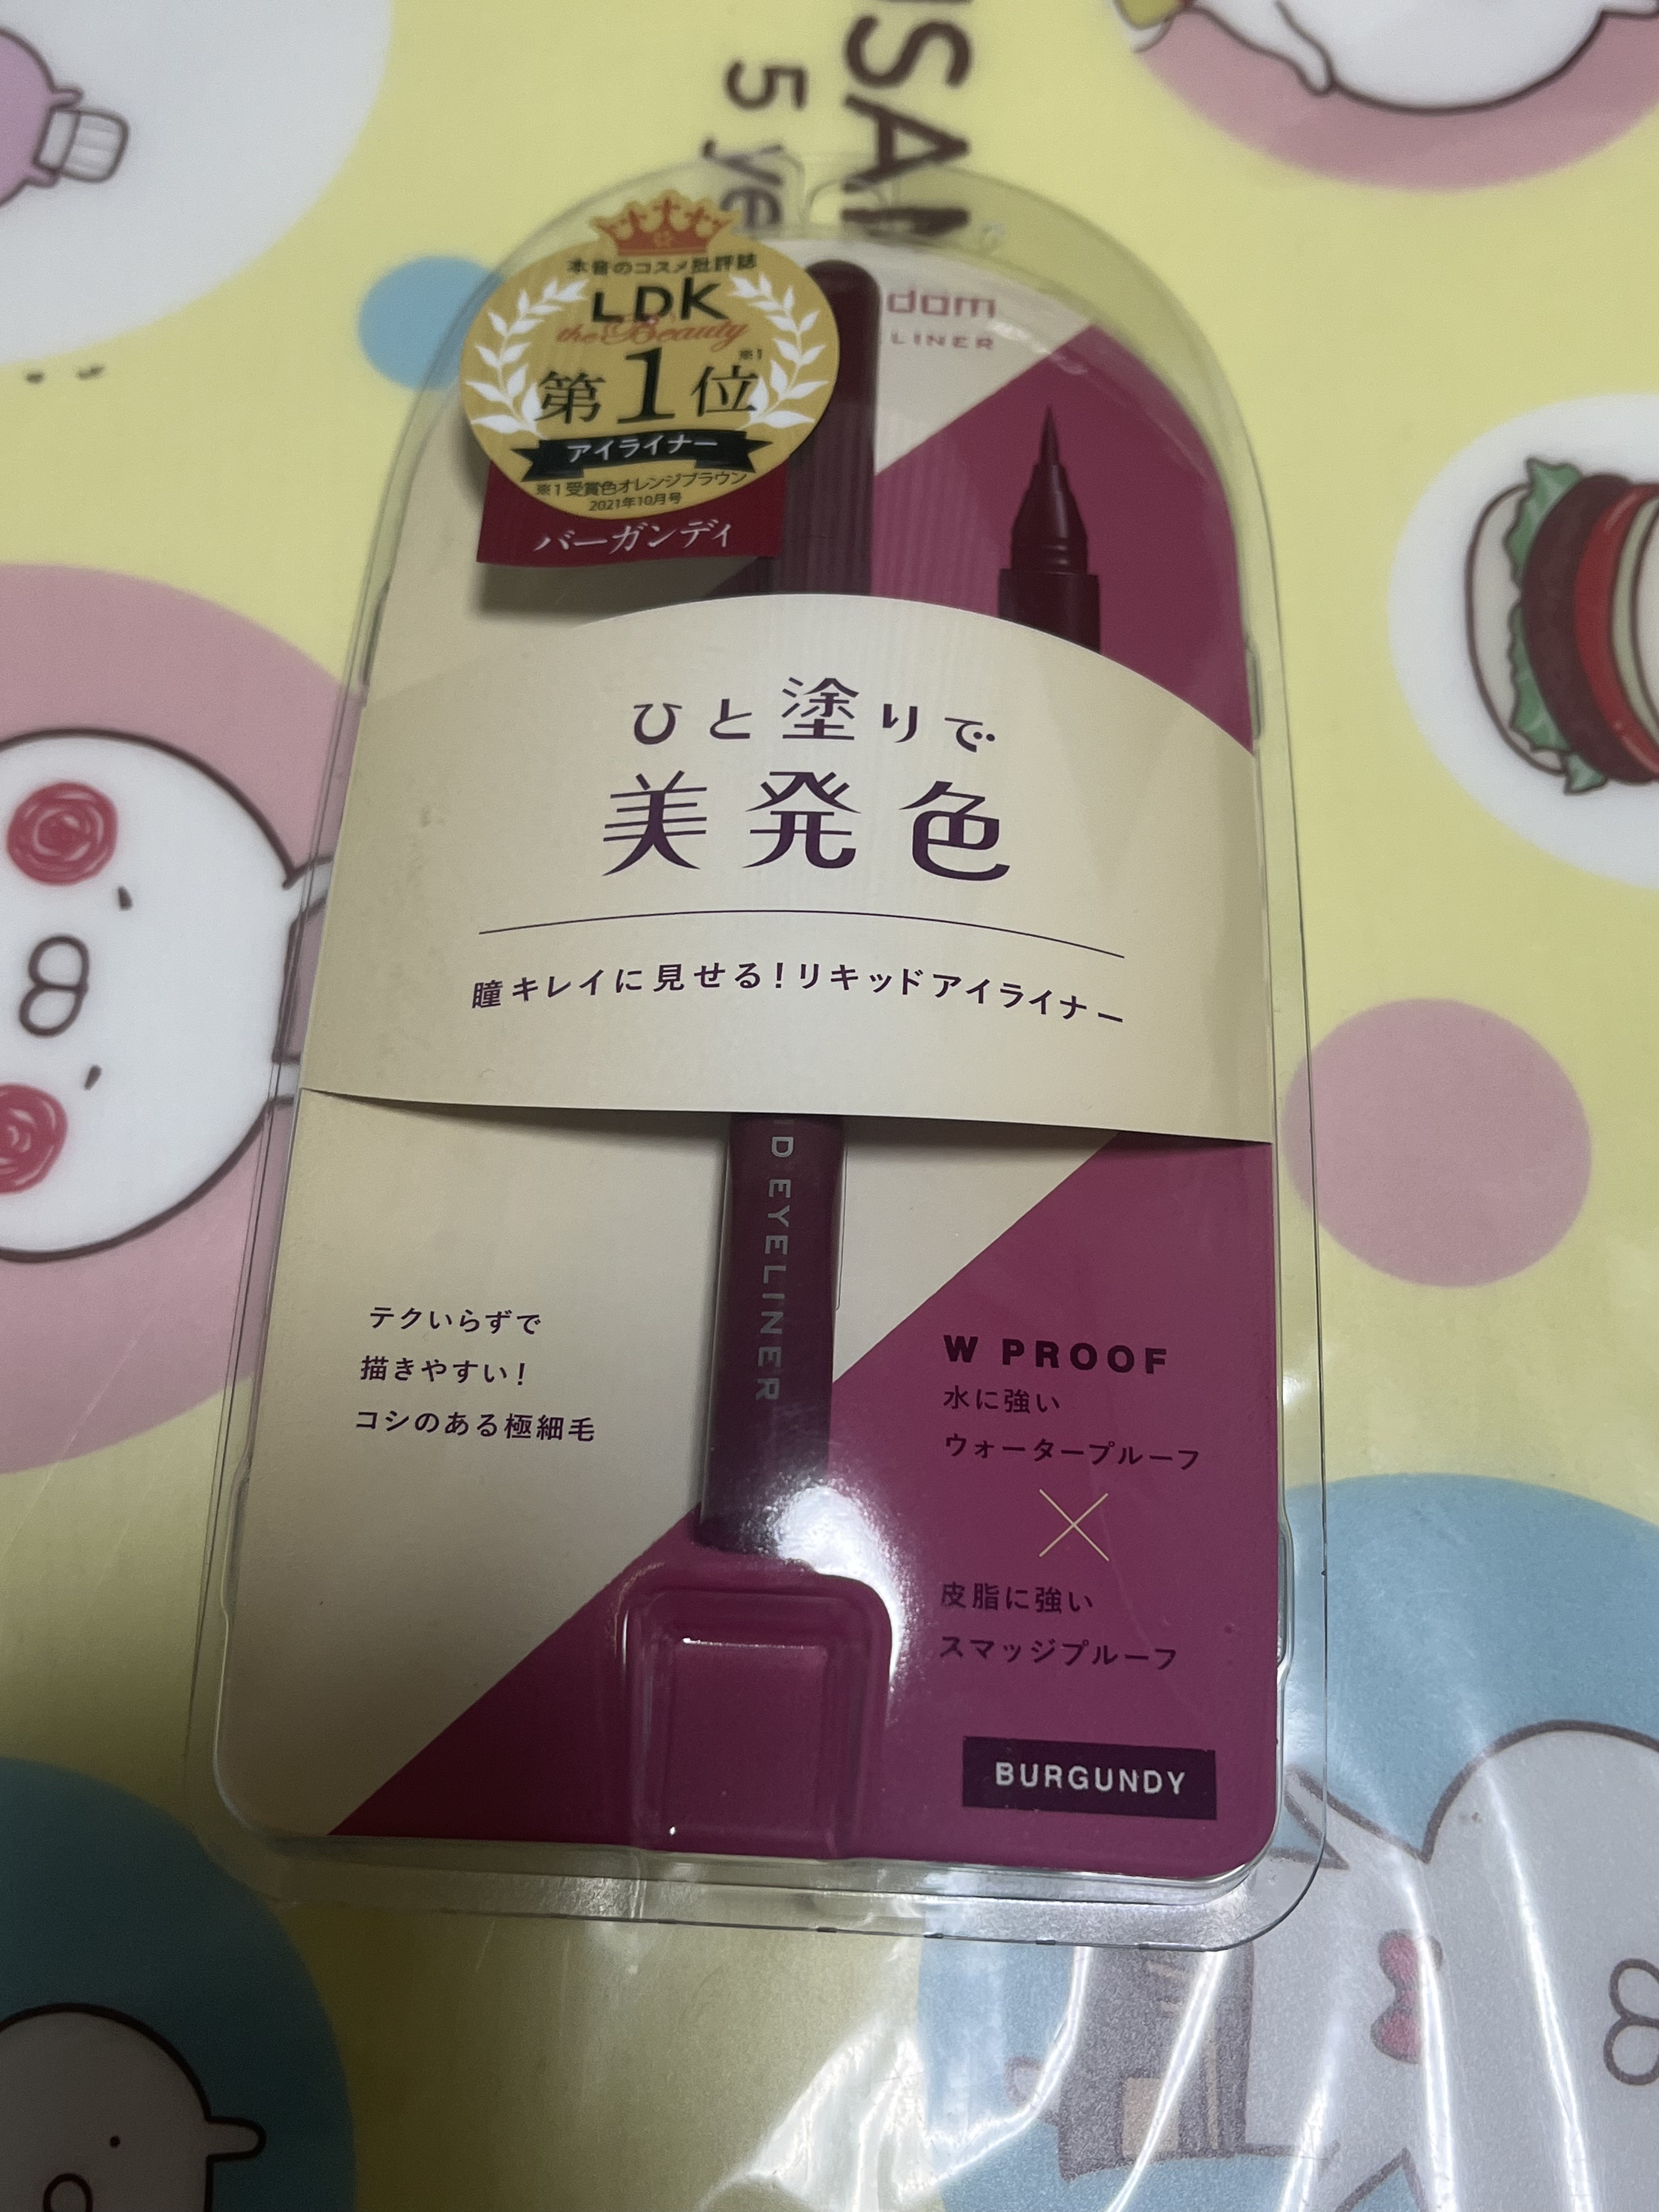 5 ye
本音のコスメ批評誌
LDK
the Beauty
第1位※1
アイライナー
※1受賞色オレンジブラウン
2021年10月号
バーガンディ
dom
LINER
ひと塗りで
美発色
瞳キレイに見せる!リキッドアイライナー
ID EYELINER
テクいらずで
描きやすい!
コシのある極細毛
W PROOF
水に強い
ウォータープルーフ
×
皮脂に強い
スマッジプルーフ
BURGUNDY